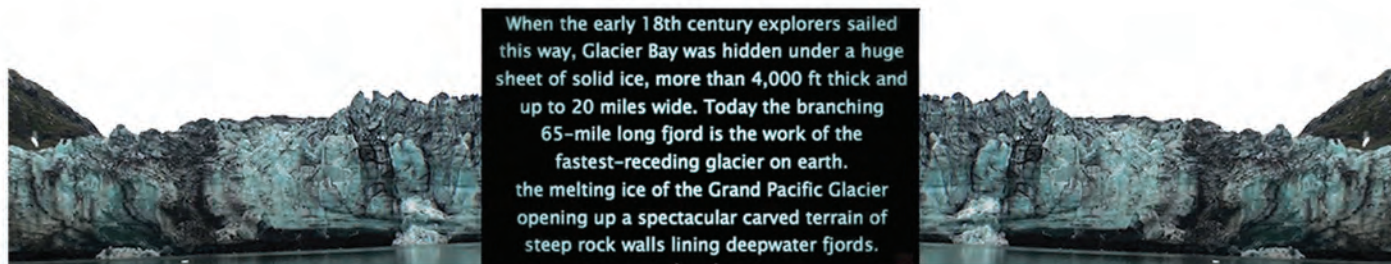 When the early 18th century explorers sailed
this way, Glacier Bay was hidden under a huge
sheet of solid ice, more than 4,000 ft thick and
up to 20 miles wide. Today the branching
65-mile long fjord is the work of the
fastest-receding glacier on earth.
the melting ice of the Grand Pacific Glacier
opening up a spectacular carved terrain of
steep rock walls lining deepwater fjords.